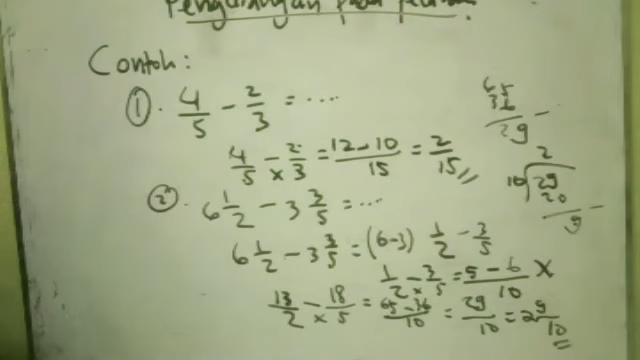 Pengurangan pada
Contoh:
① . 4/5 - 2/3 = ....
4/5 - 2/3 = 12 - 10/15 = 2/15
② . 6 1/2 - 3 3/5 = ...
6 1/2 - 3 3/5 = (6-3) 1/2 - 3/5
1/2 - 3/5 = 5 - 6/10 X
13/2 - 18/5 = 65 - 36/10 = 29/10 = 2 9/10
65
36
29 -
2
10 29
20
9 -